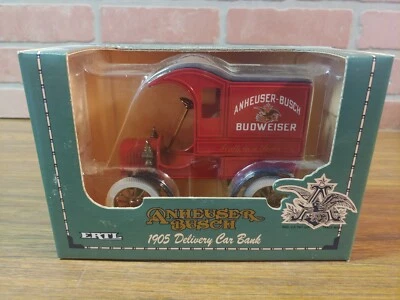 ANHEUSER-BUSCH
BUDWEISER
ERTL
ANHEUSER
BUSCH
1905 Delivery Car Bank